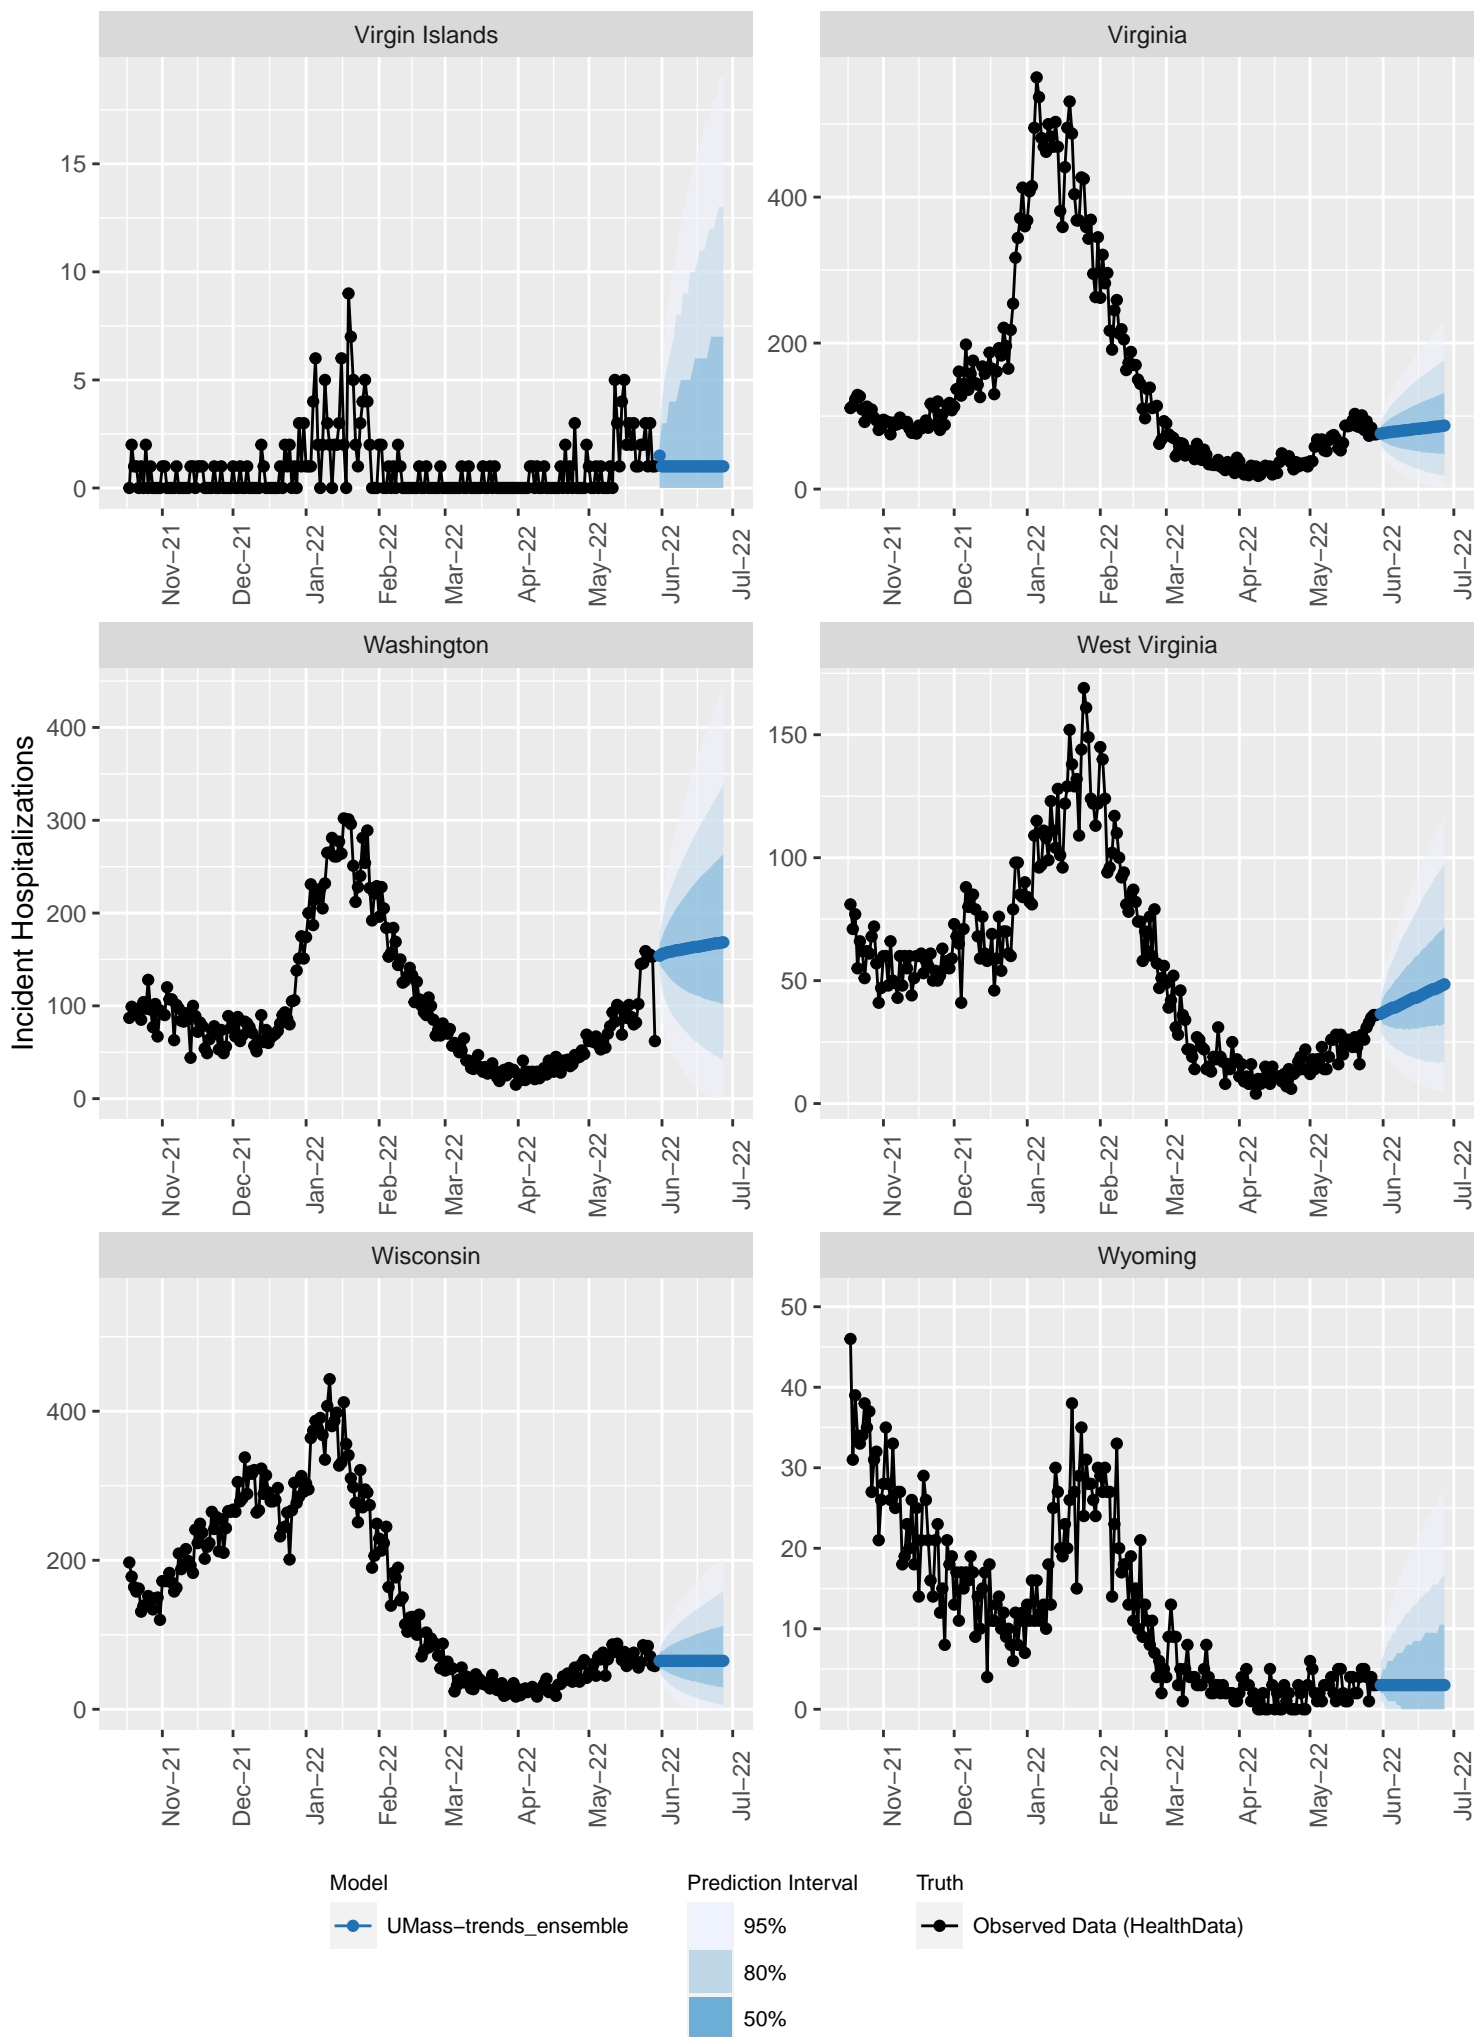 Virgin Islands
Virginia
15
10
5
0
400
200
0
Nov−21
Dec−21
Jan−22
Feb−22
Mar−22
Apr−22
May−22
Jun−22
Jul−22
Nov−21
Dec−21
Jan−22
Feb−22
Mar−22
Apr−22
May−22
Jun−22
Jul−22
Incident Hospitalizations
Washington
West Virginia
400
300
200
100
0
150
100
50
0
Nov−21
Dec−21
Jan−22
Feb−22
Mar−22
Apr−22
May−22
Jun−22
Jul−22
Nov−21
Dec−21
Jan−22
Feb−22
Mar−22
Apr−22
May−22
Jun−22
Jul−22
Wisconsin
Wyoming
400
200
0
50
40
30
20
10
0
Nov−21
Dec−21
Jan−22
Feb−22
Mar−22
Apr−22
May−22
Jun−22
Jul−22
Nov−21
Dec−21
Jan−22
Feb−22
Mar−22
Apr−22
May−22
Jun−22
Jul−22
Model
UMass−trends_ensemble
Prediction Interval
95%
80%
50%
Truth
Observed Data (HealthData)